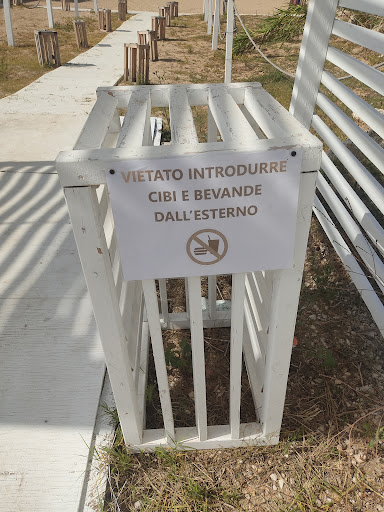 VIETATO INTRODURRE
CIBI E BEVANDE
DALL'ESTERNO